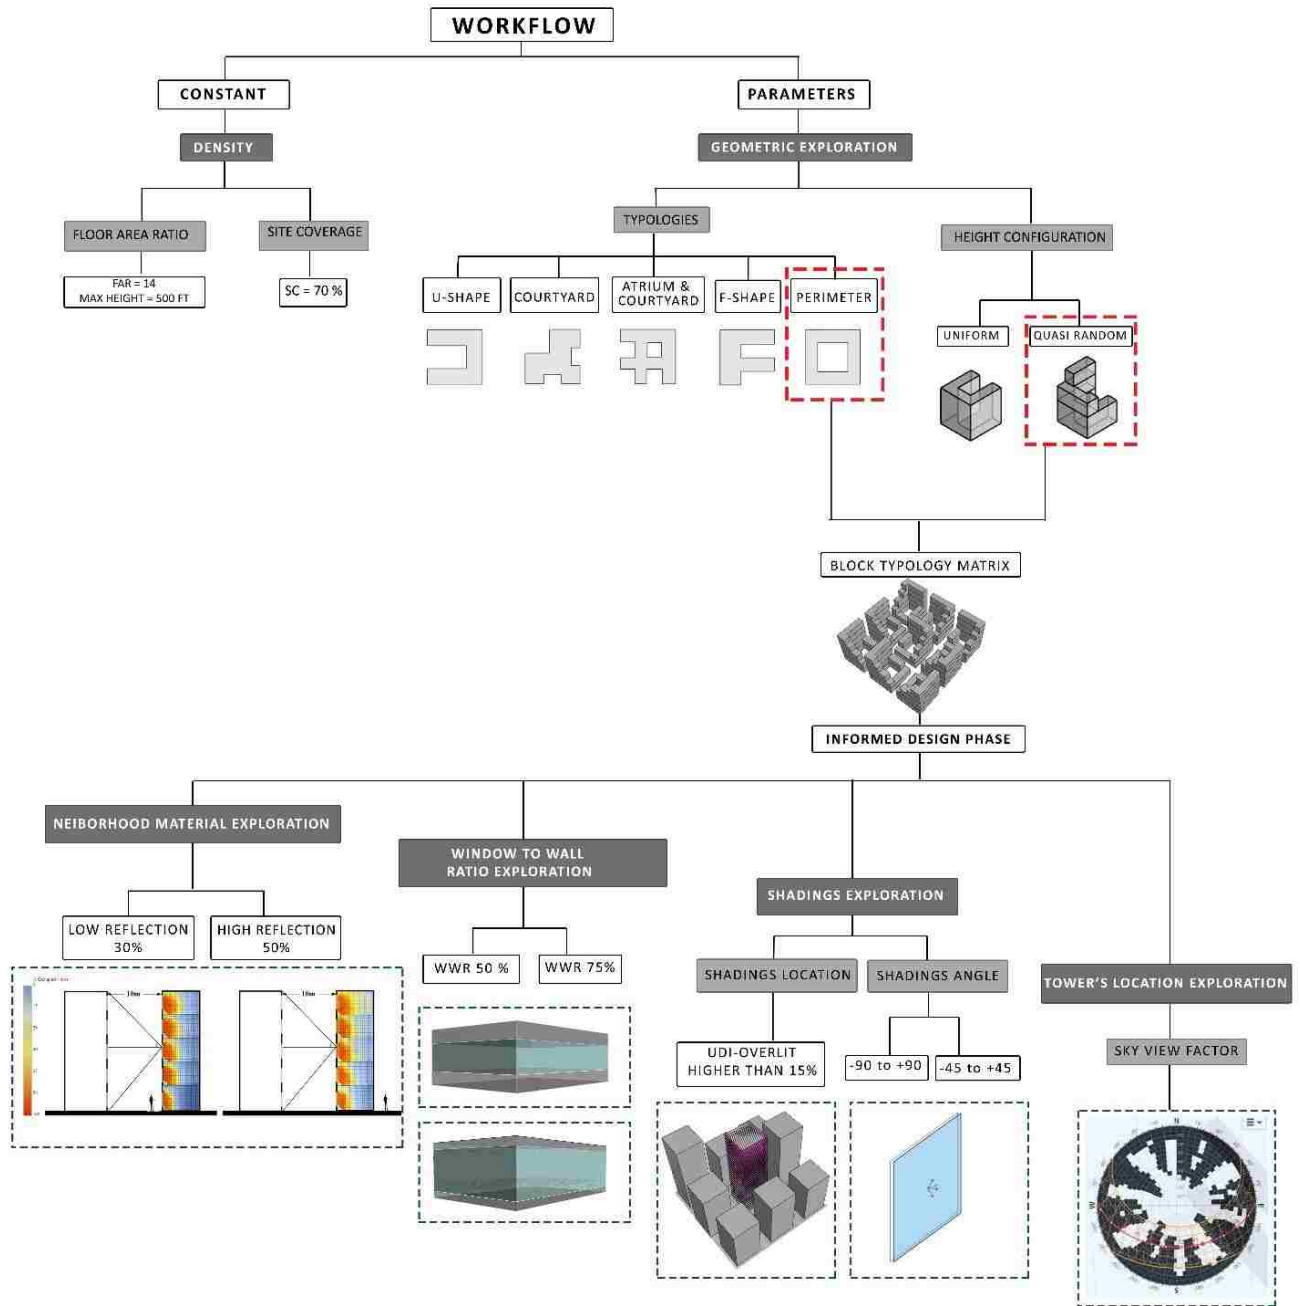 WORKFLOW
CONSTANT
PARAMETERS
DENSITY
GEOMETRIC EXPLORATION
FLOOR AREA RATIO
SITE COVERAGE
TYPOLOGIES
HEIGHT CONFIGURATION
FAR = 14
MAX HEIGHT = 500 FT
SC = 70 %
U-SHAPE
COURTYARD
ATRIUM &
COURTYARD
F-SHAPE
PERIMETER
UNIFORM
QUASI RANDOM
BLOCK TYPOLOGY MATRIX
INFORMED DESIGN PHASE
NEIBORHOOD MATERIAL EXPLORATION
WINDOW TO WALL
RATIO EXPLORATION
SHADINGS EXPLORATION
TOWER'S LOCATION EXPLORATION
LOW REFLECTION
30%
HIGH REFLECTION
50%
WWR 50 %
WWR 75%
SHADINGS LOCATION
SHADINGS ANGLE
UDI-OVERLIT
HIGHER THAN 15%
-90 to +90
-45 to +45
SKY VIEW FACTOR
10m
10m
N
W
S